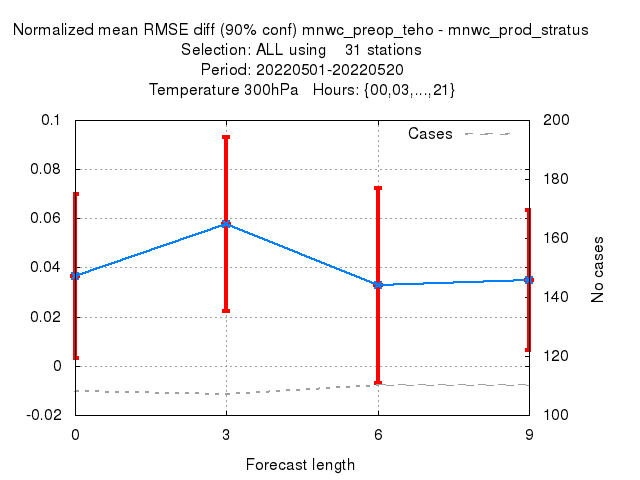 Normalized mean RMSE diff (90% conf) mnwc_preop_teho - mnwc_prod_stratus
Selection: ALL using    31 stations
Period: 20220501-20220520
Temperature 300hPa   Hours: {00,03,...,21}
Cases
0.1
0.08
0.06
0.04
0.02
0
-0.02
200
180
160
140
120
100
No cases
0
3
6
9
Forecast length